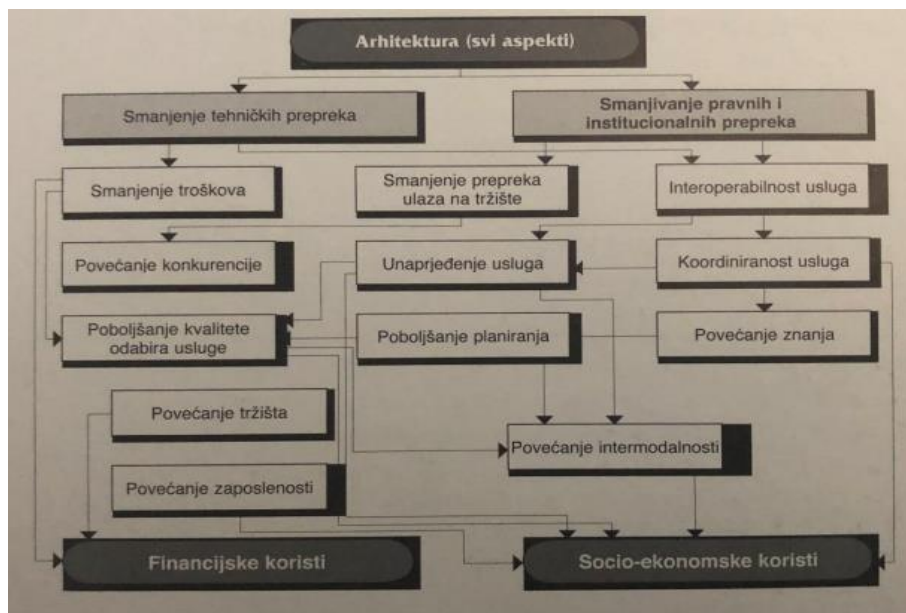 Arhitektura (svi aspekti)
Smanjenje tehničkih prepreka
Smanjivanje pravnih i
institucionalnih prepreka
Smanjenje troškova
Smanjenje prepreka
ulaza na tržište
Interoperabilnost usluga
Povećanje konkurencije
Unaprjeđenje usluga
Koordiniranost usluga
Poboljšanje kvalitete
odabira usluge
Poboljšanje planiranja
Povećanje znanja
Povećanje tržišta
Povećanje intermodalnosti
Povećanje zaposlenosti
Financijske koristi
Socio-ekonomske koristi